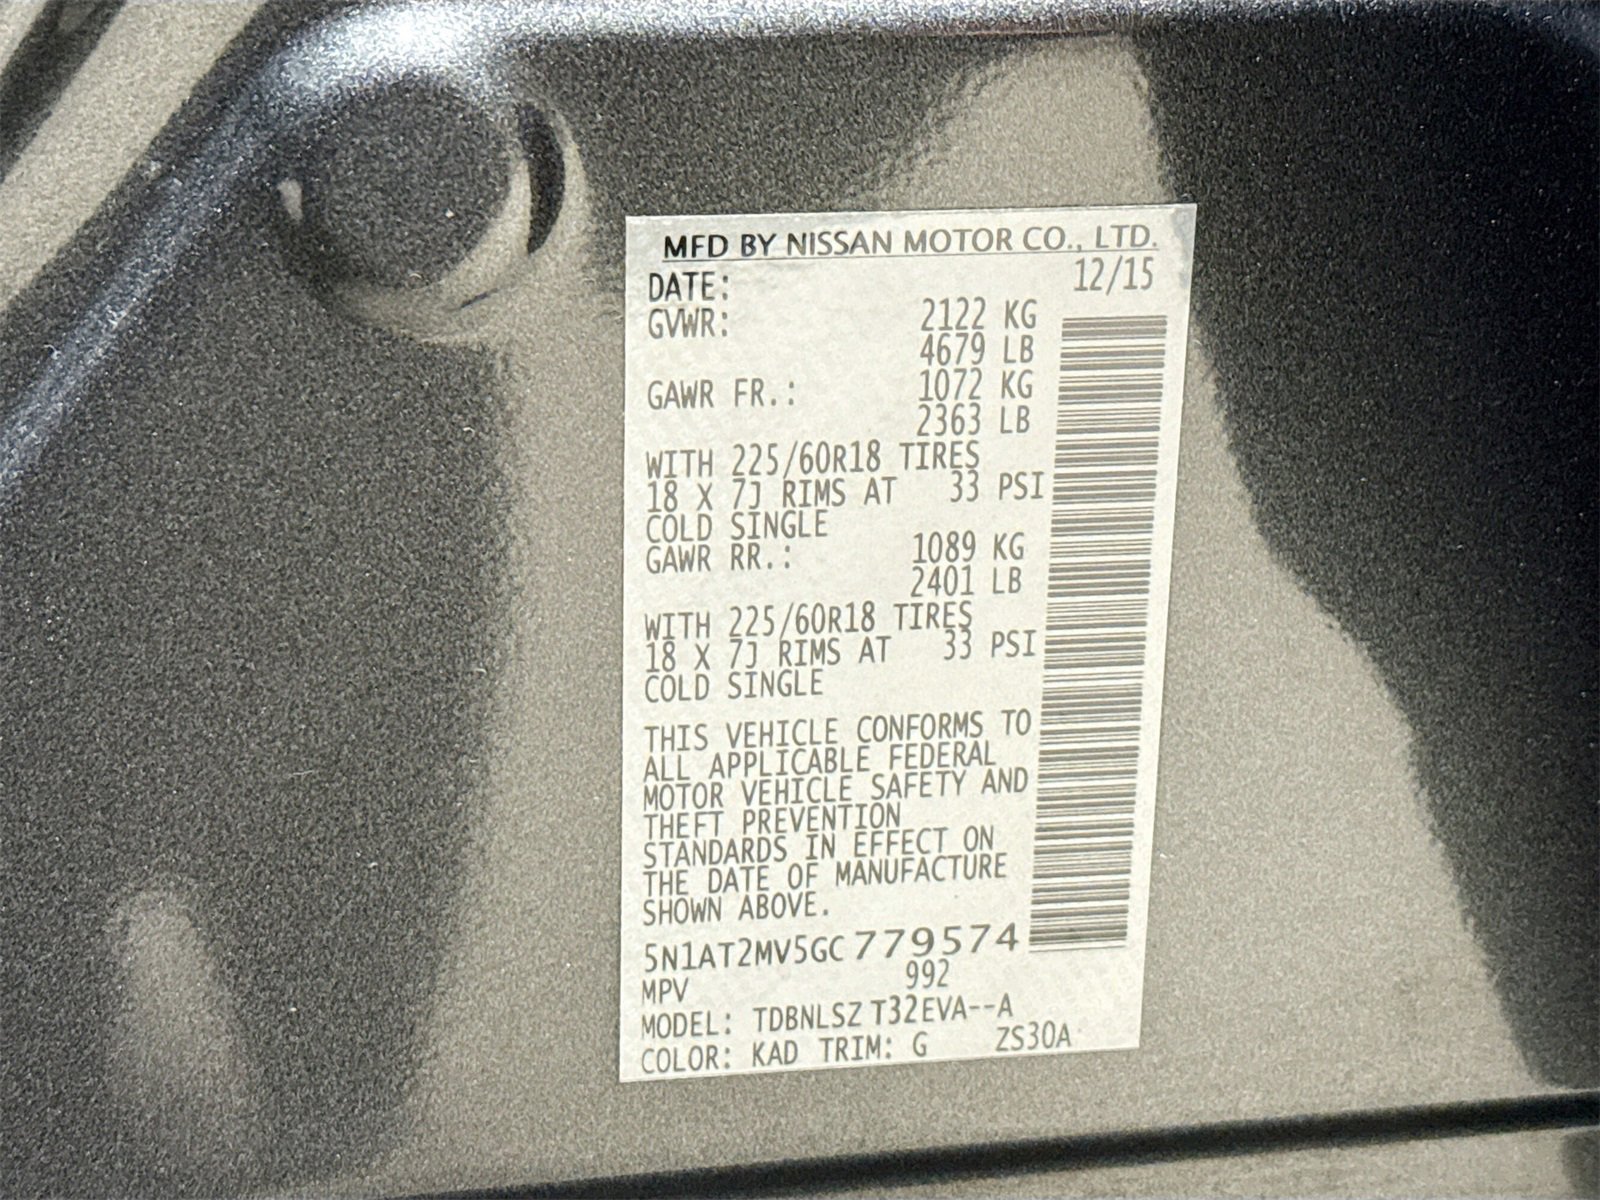 MFD BY NISSAN MOTOR CO., LTD.
DATE: 12/15
GVWR: 2122 KG
4679 LB
GAWR FR.: 1072 KG
2363 LB
WITH 225/60R18 TIRES
18 X 7J RIMS AT 33 PSI
COLD SINGLE
GAWR RR.: 1089 KG
2401 LB
WITH 225/60R18 TIRES
18 X 7J RIMS AT 33 PSI
COLD SINGLE
THIS VEHICLE CONFORMS TO
ALL APPLICABLE FEDERAL
MOTOR VEHICLE SAFETY AND
THEFT PREVENTION
STANDARDS IN EFFECT ON
THE DATE OF MANUFACTURE
SHOWN ABOVE.
5N1AT2MV5GC779574
MPV 992
MODEL: TDBNLSZ T32EVA--A
COLOR: KAD TRIM: G ZS30A